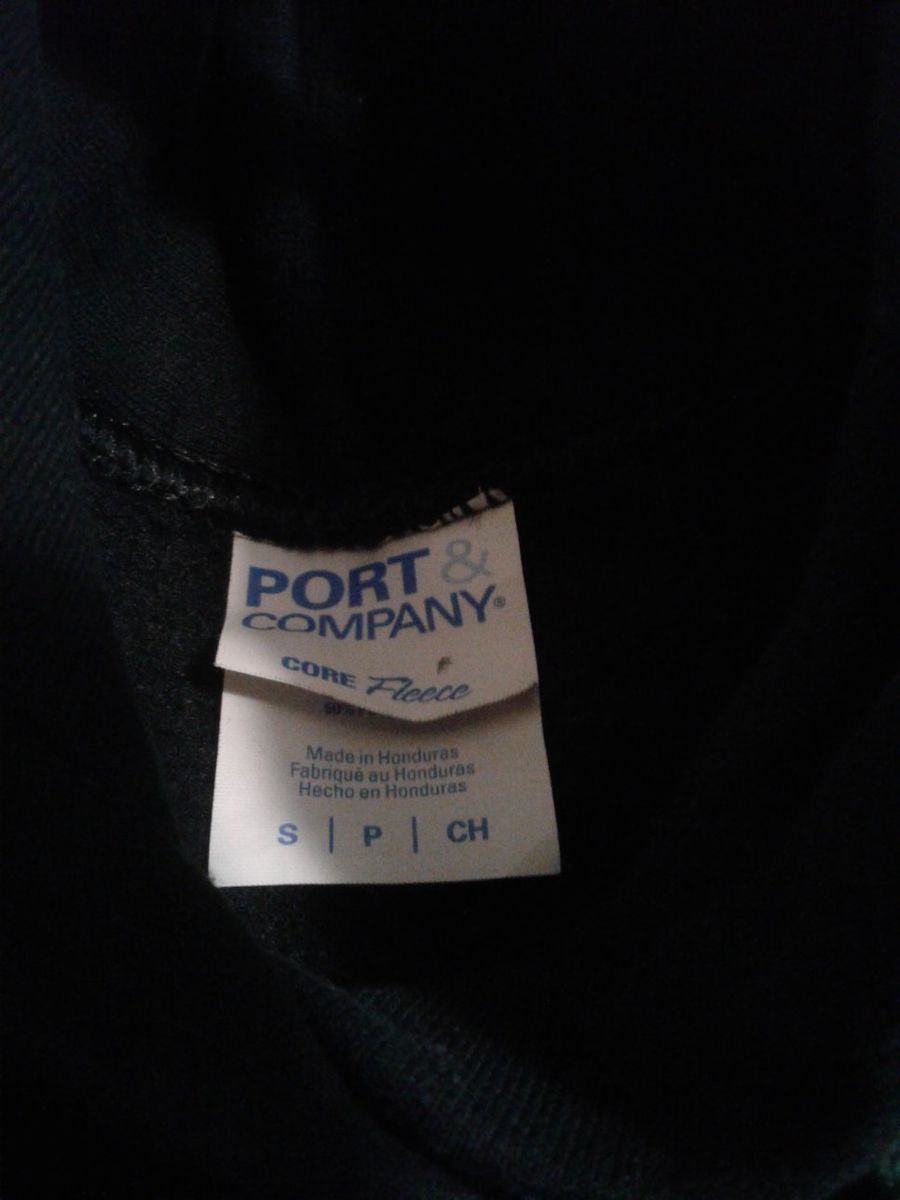 PORT &
COMPANY®
CORE Fleece
Made in Honduras
Fabriqué au Honduras
Hecho en Honduras
S | P | CH